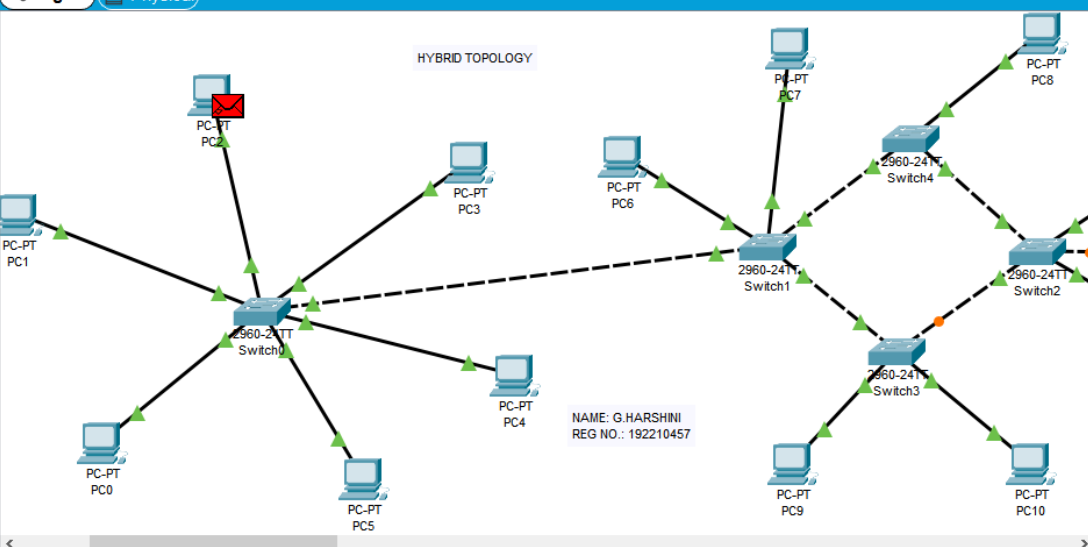 Physical
HYBRID TOPOLOGY
PC-PT
PC8
PC-PT
PC7
PC-PT
PC2
2960-24TT
Switch4
PC-PT
PC3
PC-PT
PC6
PC-PT
PC1
2960-24TT
Switch1
2960-24TT
Switch2
2960-24TT
Switch0
2960-24TT
Switch3
PC-PT
PC4
NAME: G.HARSHINI
REG NO.: 192210457
PC-PT
PC0
PC-PT
PC5
PC-PT
PC9
PC-PT
PC10